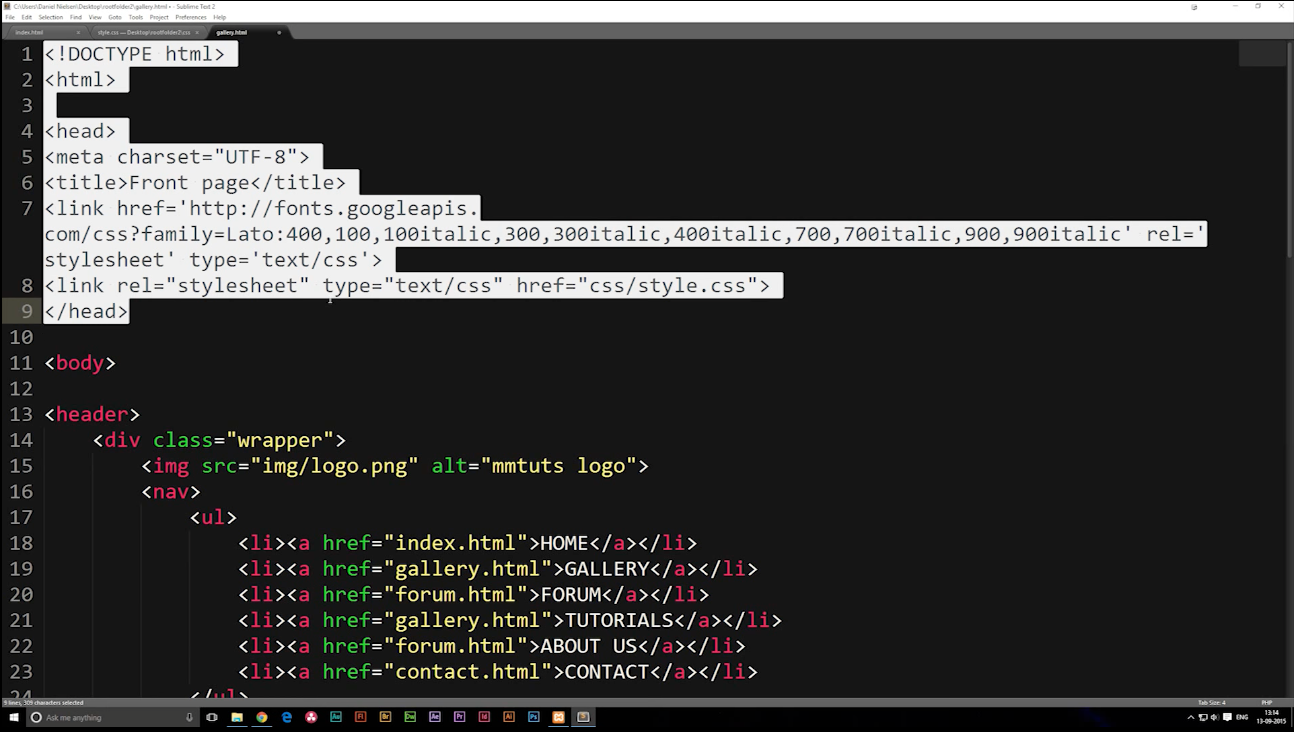 C:\Users\Daniel Nielsen\Desktop\rootfolder2\gallery.html • - Sublime Text 2
File Edit Selection Find View Goto Tools Project Preferences Help
index.html × style.css — Desktop\rootfolder2\css × gallery.html
1 <!DOCTYPE html>
2 <html>
3
4 <head>
5 <meta charset="UTF-8">
6 <title>Front page</title>
7 <link href='http://fonts.googleapis.
com/css?family=Lato:400,100,100italic,300,300italic,400italic,700,700italic,900,900italic' rel='
stylesheet' type='text/css'>
8 <link rel="stylesheet" type="text/css" href="css/style.css">
9 </head>
10
11 <body>
12
13 <header>
14 <div class="wrapper">
15 <img src="img/logo.png" alt="mmtuts logo">
16 <nav>
17 <ul>
18 <li><a href="index.html">HOME</a></li>
19 <li><a href="gallery.html">GALLERY</a></li>
20 <li><a href="forum.html">FORUM</a></li>
21 <li><a href="gallery.html">TUTORIALS</a></li>
22 <li><a href="forum.html">ABOUT US</a></li>
23 <li><a href="contact.html">CONTACT</a></li>
24 </ul>
9 lines, 309 characters selected Tab Size: 4 PHP
Ask me anything Ae Fl Br Dw Ae Pr Id Ai Ps ENG 13:14
13-09-2015